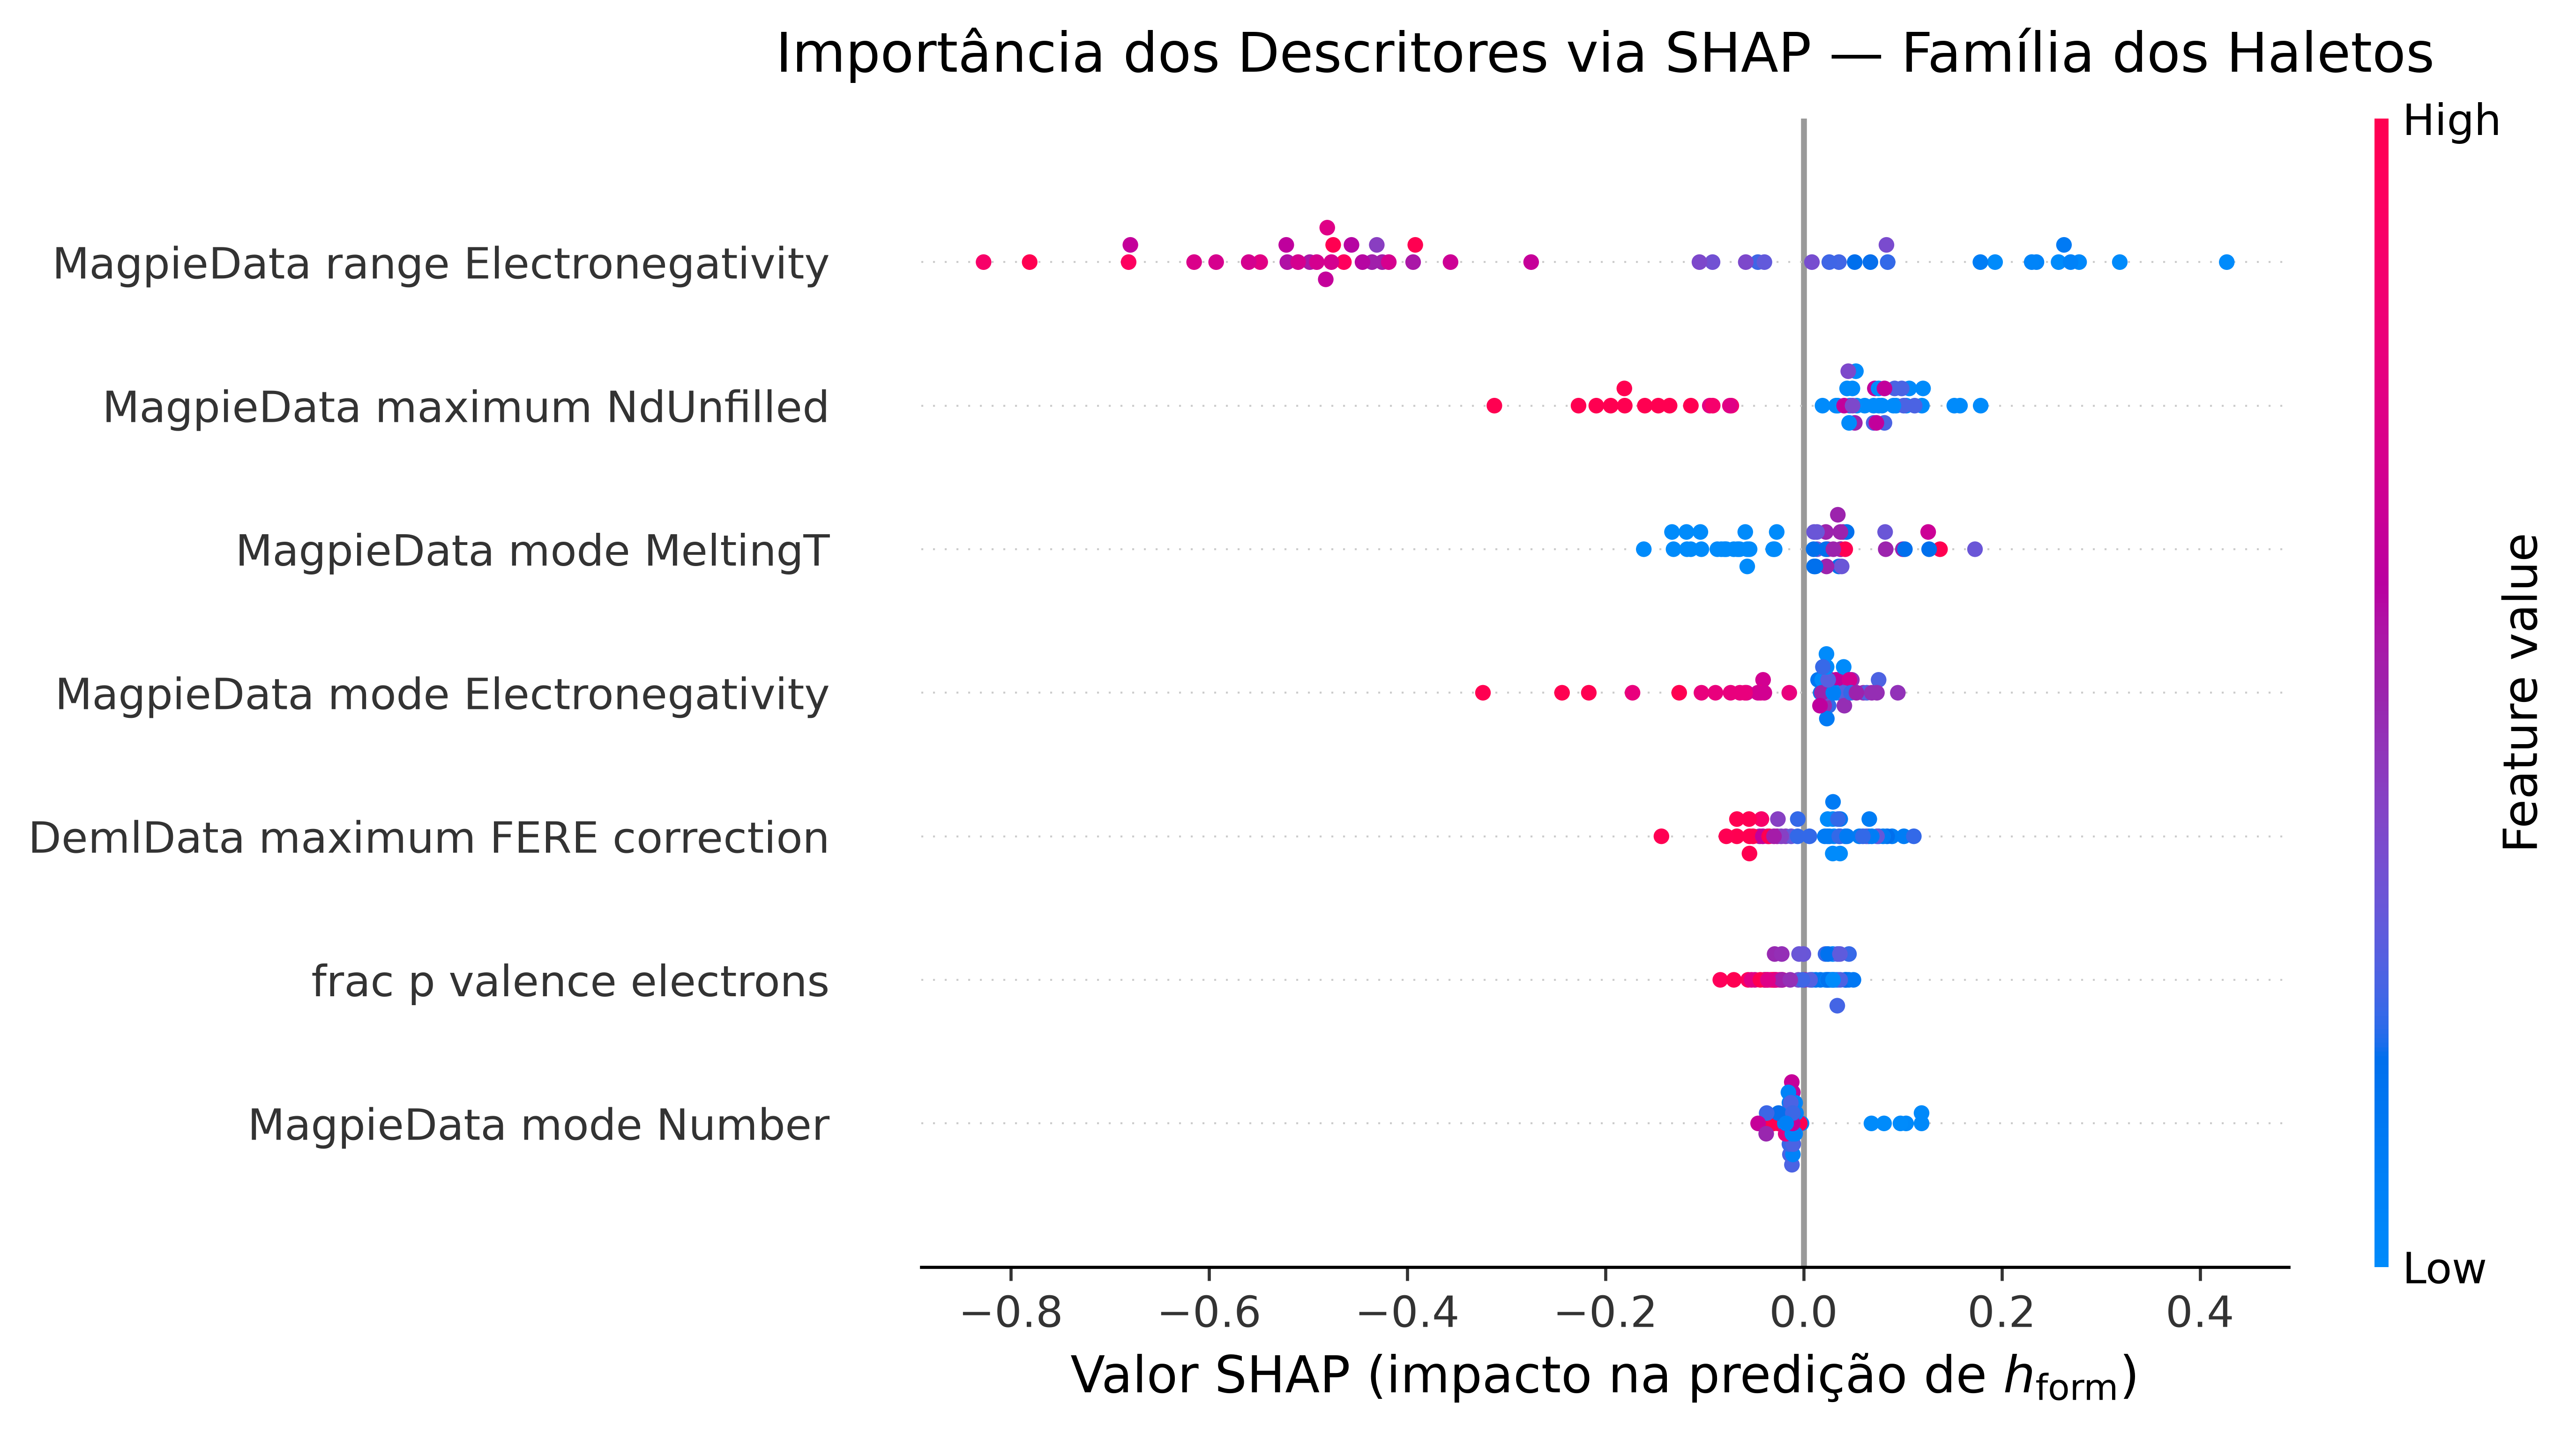 Importância dos Descritores via SHAP — Família dos Haletos
High
MagpieData range Electronegativity
MagpieData maximum NdUnfilled
MagpieData mode MeltingT
MagpieData mode Electronegativity
DemlData maximum FERE correction
frac p valence electrons
MagpieData mode Number
Feature value
Low
−0.8 −0.6 −0.4 −0.2 0.0 0.2 0.4
Valor SHAP (impacto na predição de h_form)